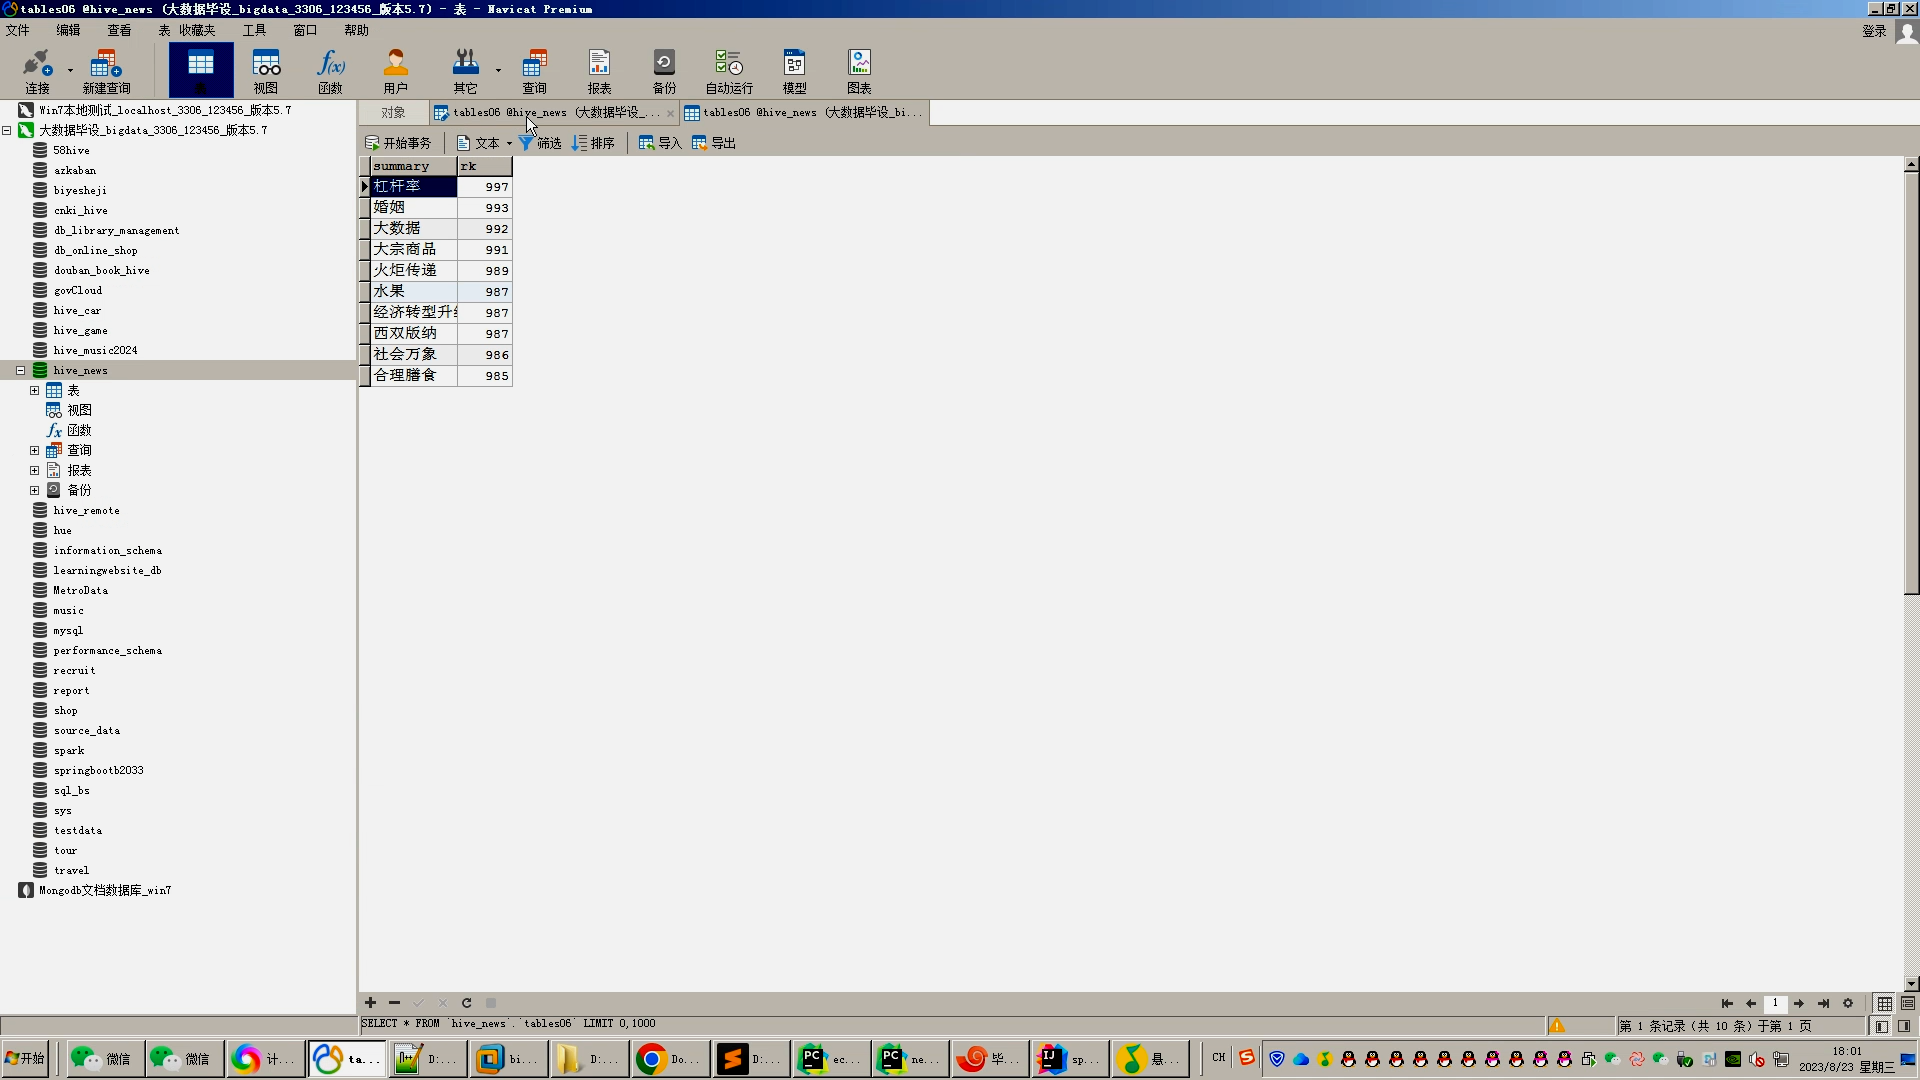 tables06 @hive_news (大数据毕设_bigdata_3306_123456_版本5.7) - 表 - Navicat Premium
文件 编辑 查看 表 收藏夹 工具 窗口 帮助 登录
连接 新建查询 表 视图 函数 用户 其它 查询 报表 备份 自动运行 模型 图表
Win7本地测试_localhost_3306_123456_版本5.7
大数据毕设_bigdata_3306_123456_版本5.7
58hive
azkaban
biyesheji
cnki_hive
db_library_management
db_online_shop
douban_book_hive
govCloud
hive_car
hive_game
hive_music2024
hive_news
表
视图
函数
查询
报表
备份
hive_remote
hue
information_schema
learningwebsite_db
MetroData
music
mysql
performance_schema
recruit
report
shop
source_data
spark
springbootb2033
sql_bs
sys
testdata
tour
travel
Mongodb文档数据库_win7
对象 tables06 @hive_news (大数据毕设_... tables06 @hive_news (大数据毕设_bi...
开始事务 文本 筛选 排序 导入 导出
summary rk
杠杆率 997
婚姻 993
大数据 992
大宗商品 991
火炬传递 989
水果 987
经济转型升 987
西双版纳 987
社会万象 986
合理膳食 985
1
SELECT * FROM `hive_news`.`tables06` LIMIT 0,1000
第 1 条记录 (共 10 条) 于第 1 页
开始 微信 微信 计... ta... D:... bi... D:... Do... D:... ec... ne... 毕... sp... 悬... CH
18:01
2023/8/23 星期三